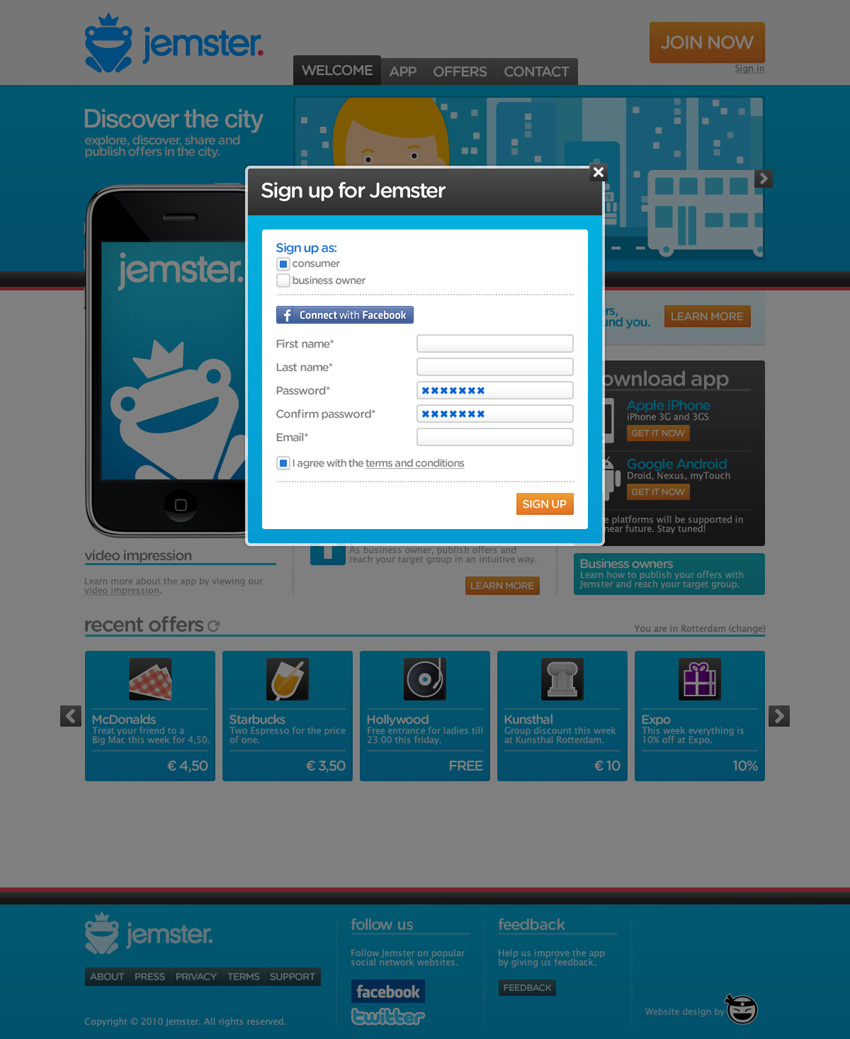 jemster.
JOIN NOW
Sign in
WELCOME APP OFFERS CONTACT
Discover the city
explore, discover, share and
publish offers in the city.
jemster.
Sign up for Jemster
Sign up as:
consumer
business owner
f Connect with Facebook
First name*
Last name*
Password*
Confirm password*
Email*
I agree with the terms and conditions
SIGN UP
you.
LEARN MORE
app
Apple iPhone
iPhone 3G and 3GS
GET IT NOW
Google Android
Droid, Nexus, myTouch
GET IT NOW
platforms will be supported in
near future. Stay tuned!
video impression
Learn more about the app by viewing our
video impression.
As business owner, publish offers and
reach your target group in an intuitive way.
LEARN MORE
Business owners
Learn how to publish your offers with
Jemster and reach your target group.
recent offers
You are in Rotterdam (change)
McDonalds
Treat your friend to a
Big Mac this week for 4,50.
€ 4,50
Starbucks
Two Espresso for the price
of one.
€ 3,50
Hollywood
Free entrance for ladies till
23:00 this friday.
FREE
Kunsthal
Group discount this week
at Kunsthal Rotterdam.
€ 10
Expo
This week everything is
10% off at Expo.
10%
jemster.
ABOUT PRESS PRIVACY TERMS SUPPORT
Copyright © 2010 Jemster. All rights reserved.
follow us
Follow Jemster on popular
social network websites.
facebook
twitter
feedback
Help us improve the app
by giving us feedback.
FEEDBACK
Website design by